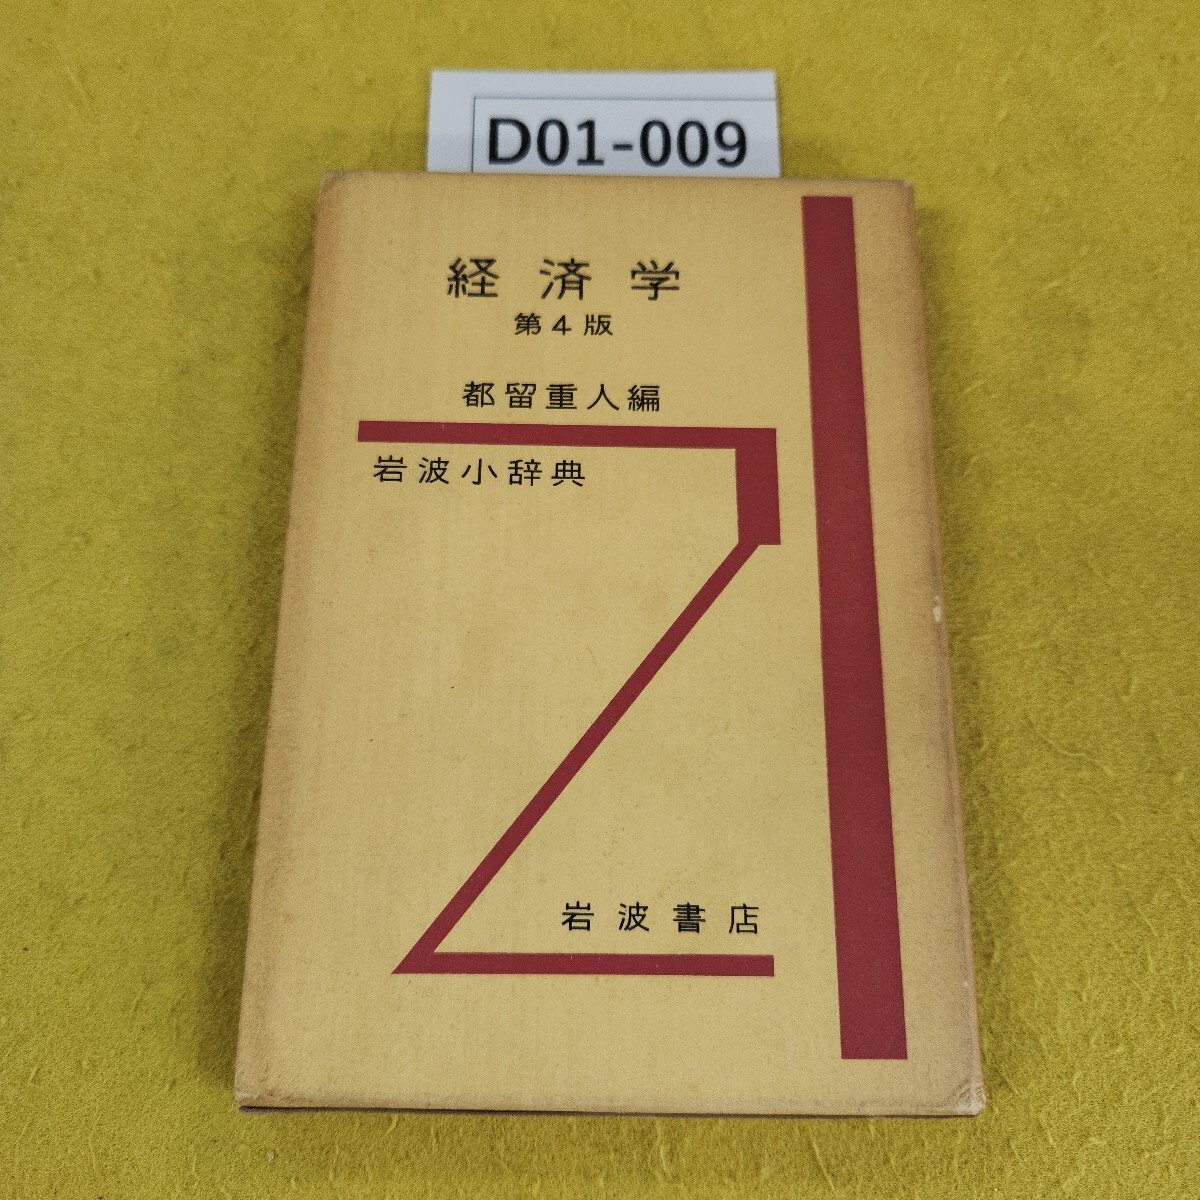 D01-009
経済学
第4版
都留重人編
岩波小辞典
岩波書店